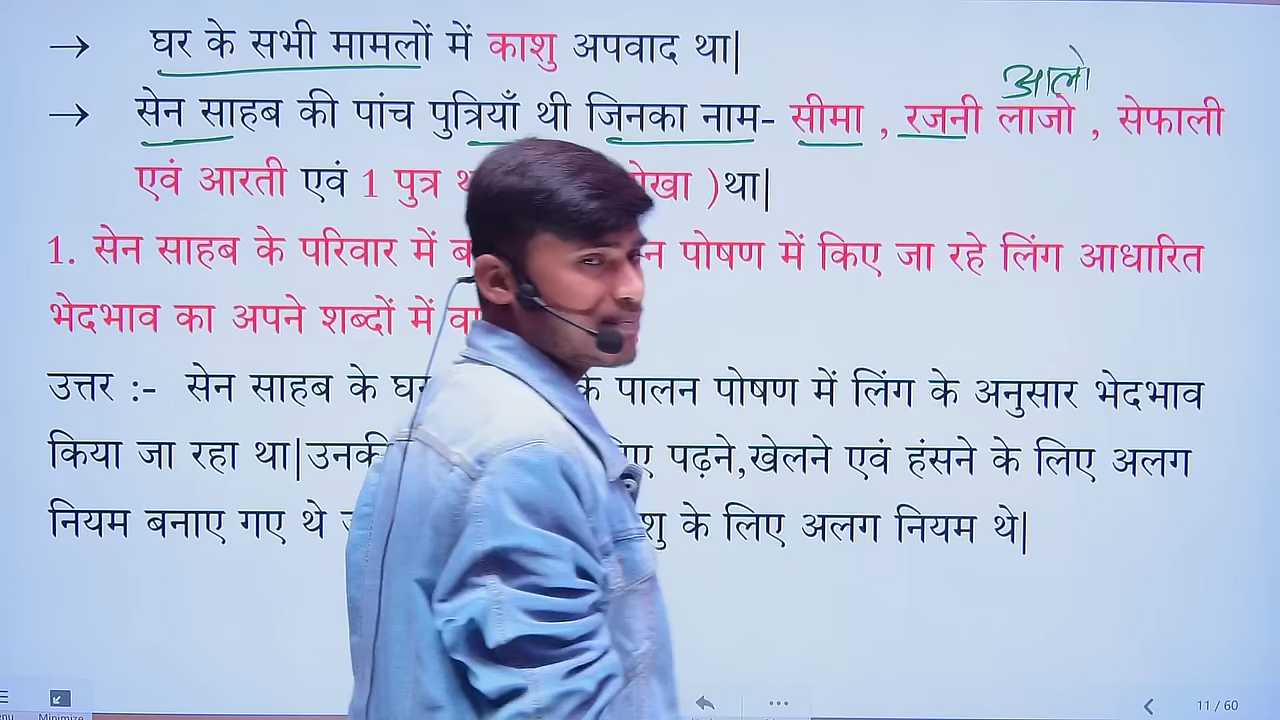 → घर के सभी मामलों में काशु अपवाद था|
आलो
→ सेन साहब की पांच पुत्रियाँ थी जिनका नाम- सीमा , रजनी लाजो , सेफाली
एवं आरती एवं 1 पुत्र )था|
1. सेन साहब के परिवार में पोषण में किए जा रहे लिंग आधारित
भेदभाव का अपने शब्दों में
उत्तर :- सेन साहब के के पालन पोषण में लिंग के अनुसार भेदभाव
किया जा रहा था|उनकी पढ़ने,खेलने एवं हंसने के लिए अलग
नियम बनाए गए थे के लिए अलग नियम थे|
Minimize
11 / 60